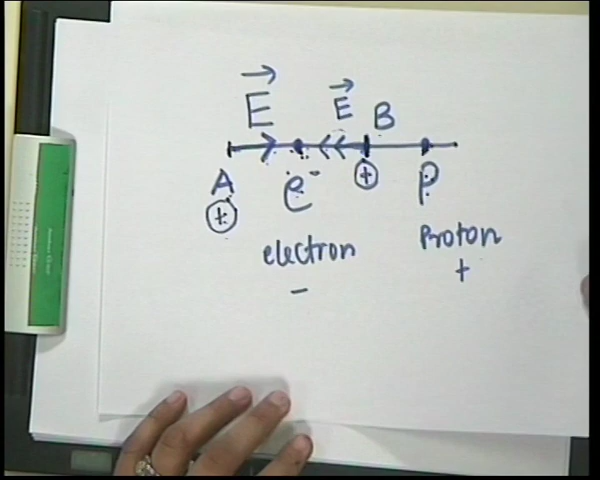 E E B
A e⁻ + P
+
electron Proton
− +